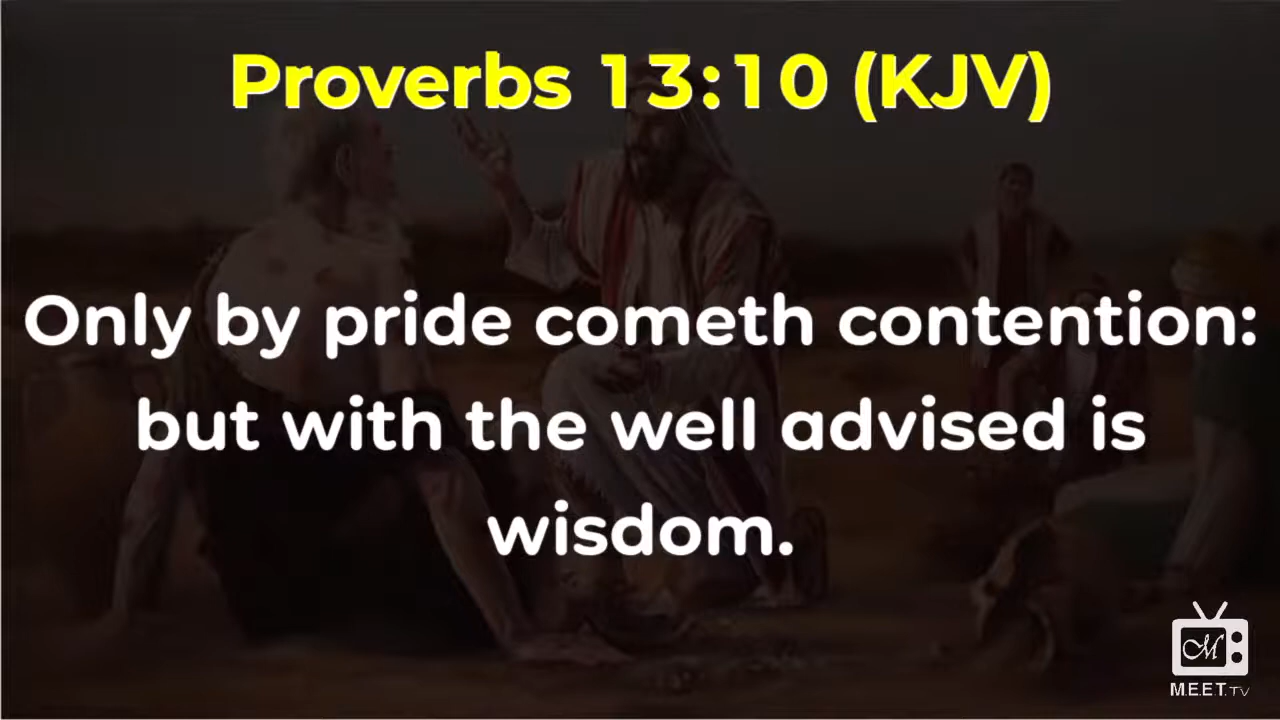 Proverbs 13:10 (KJV)
Only by pride cometh contention:
but with the well advised is
wisdom.
M
M.E.E.T.TV